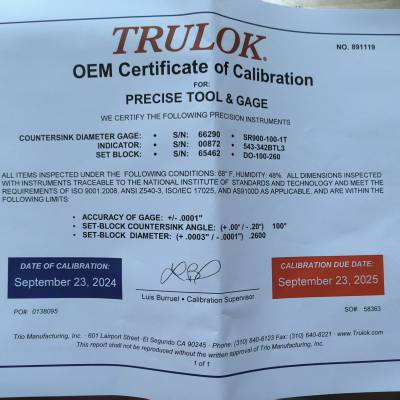 TRULOK®
NO. 891119
OEM Certificate of Calibration
FOR:
PRECISE TOOL & GAGE
WE CERTIFY THE FOLLOWING PRECISION INSTRUMENTS
COUNTERSINK DIAMETER GAGE: • S/N: 66290 • SR900-100-1T
INDICATOR: • S/N: 00872 • 543-342BTL3
SET BLOCK: • S/N: 65462 • DO-100-260
ALL ITEMS INSPECTED UNDER THE FOLLOWING CONDITIONS: 68° F, HUMIDITY: 48%. ALL DIMENSIONS INSPECTED
WITH INSTRUMENTS TRACEABLE TO THE NATIONAL INSTITUTE OF STANDARDS AND TECHNOLOGY AND MEET THE
REQUIREMENTS OF ISO 9001:2008, ANSI Z540-3, ISO/IEC 17025, AND AS9100D AS APPLICABLE, AND ARE WITHIN THE
FOLLOWING LIMITS:
• ACCURACY OF GAGE: +/- .0001"
• SET-BLOCK COUNTERSINK ANGLE: (+ .00' / - .20°) 100°
• SET-BLOCK DIAMETER: (+ .0003" / - .0001") .2600
DATE OF CALIBRATION:
September 23, 2024
CALIBRATION DUE DATE:
September 23, 2025
Luis Burruel • Calibration Supervisor
PO#: 0138095
SO#: 58363
Trio Manufacturing, Inc. · 601 Lairport Street · El Segundo CA 90245 · Phone: (310) 640-6123 Fax: (310) 640-6221 · www.Trulok.com
This report shall not be reproduced without the written approval of Trio Manufacturing, Inc.
1 of 1